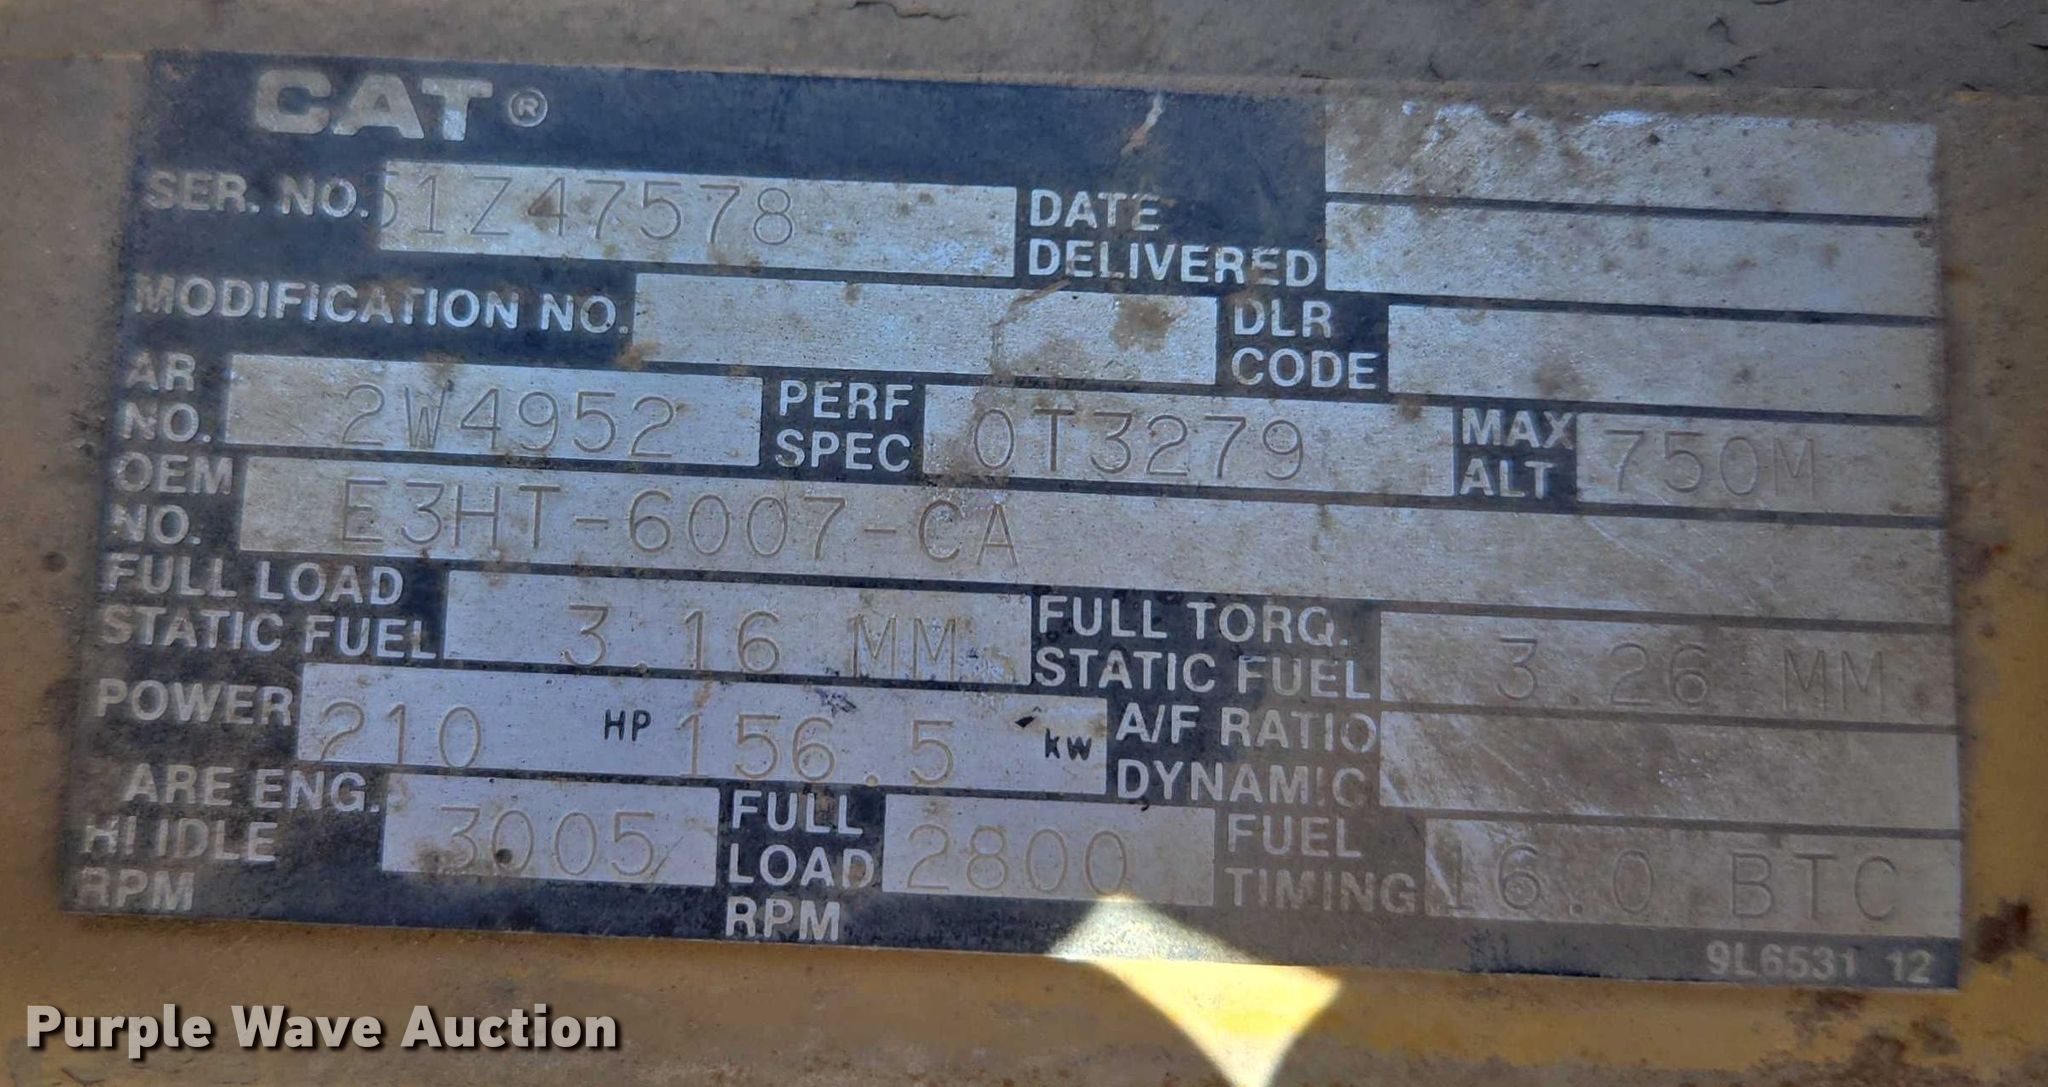 CAT®
SER. NO. 51Z47578
DATE DELIVERED
MODIFICATION NO.
DLR CODE
AR NO. 2W4952 PERF SPEC 0T3279 MAX ALT 750M
OEM NO. E3HT-6007-CA
FULL LOAD STATIC FUEL 3.16 MM FULL TORQ. STATIC FUEL 3.26 MM
POWER 210 HP 156.5 kw A/F RATIO DYNAMIC
ARE ENG. HI IDLE RPM 3005 FULL LOAD RPM 2800 FUEL TIMING 16.0 BTC
9L6531 12
Purple Wave Auction